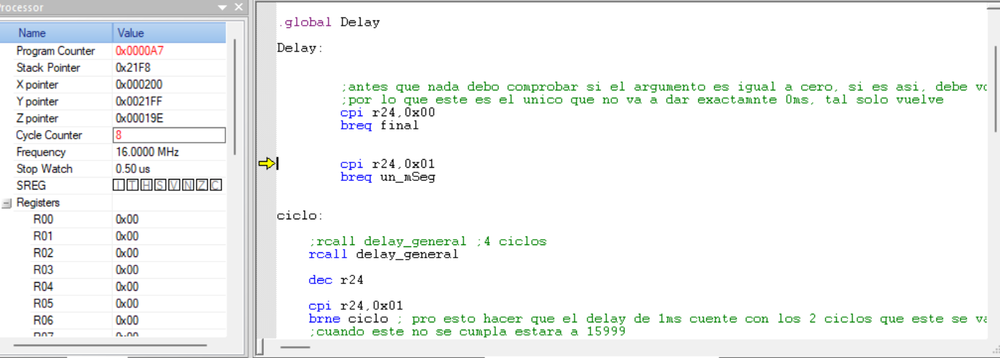 Processor
Name Value
Program Counter 0x0000A7
Stack Pointer 0x21F8
X pointer 0x000200
Y pointer 0x0021FF
Z pointer 0x00019E
Cycle Counter 8
Frequency 16.0000 MHz
Stop Watch 0.50 us
SREG I T H S V N Z C
Registers
R00 0x00
R01 0x00
R02 0x00
R03 0x00
R04 0x00
R05 0x00
R06 0x00
R07 0x00
.global Delay
Delay:
;antes que nada debo comprobar si el argumento es igual a cero, si es asi, debe vo
;por lo que este es el unico que no va a dar exactamnte 0ms, tal solo vuelve
cpi r24,0x00
breq final
cpi r24,0x01
breq un_mSeg
ciclo:
;rcall delay_general ;4 ciclos
rcall delay_general
dec r24
cpi r24,0x01
brne ciclo ; pro esto hacer que el delay de 1ms cuente con los 2 ciclos que este se va
;cuando este no se cumpla estara a 15999